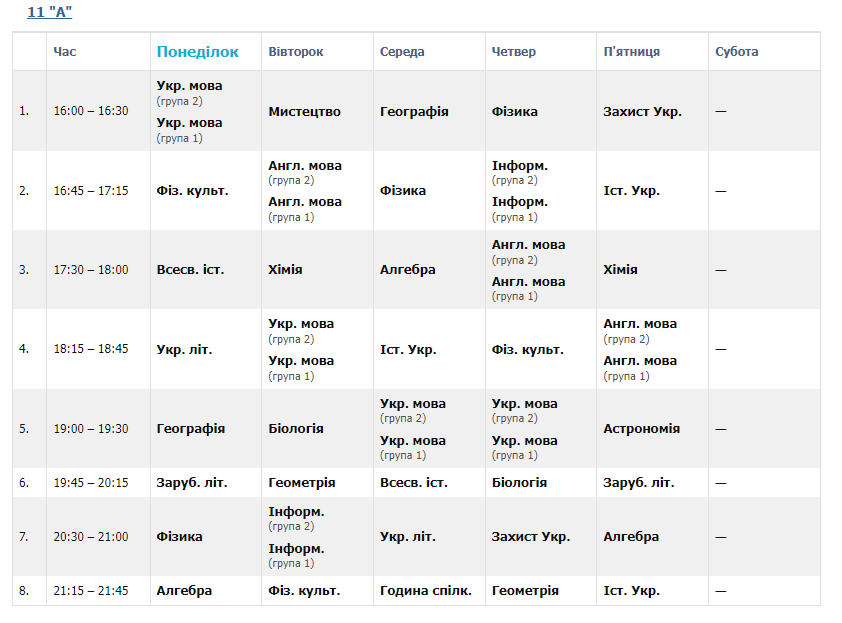 11 "А"
Час Понеділок Вівторок Середа Четвер П'ятниця Субота
1. 16:00 – 16:30 Укр. мова (група 2) Укр. мова (група 1) Мистецтво Географія Фізика Захист Укр. —
2. 16:45 – 17:15 Фіз. культ. Англ. мова (група 2) Англ. мова (група 1) Фізика Інформ. (група 2) Інформ. (група 1) Іст. Укр. —
3. 17:30 – 18:00 Всесв. іст. Хімія Алгебра Англ. мова (група 2) Англ. мова (група 1) Хімія —
4. 18:15 – 18:45 Укр. літ. Укр. мова (група 2) Укр. мова (група 1) Іст. Укр. Фіз. культ. Англ. мова (група 2) Англ. мова (група 1) —
5. 19:00 – 19:30 Географія Біологія Укр. мова (група 2) Укр. мова (група 1) Укр. мова (група 2) Укр. мова (група 1) Астрономія —
6. 19:45 – 20:15 Заруб. літ. Геометрія Всесв. іст. Біологія Заруб. літ. —
7. 20:30 – 21:00 Фізика Інформ. (група 2) Інформ. (група 1) Укр. літ. Захист Укр. Алгебра —
8. 21:15 – 21:45 Алгебра Фіз. культ. Година спілк. Геометрія Іст. Укр. —